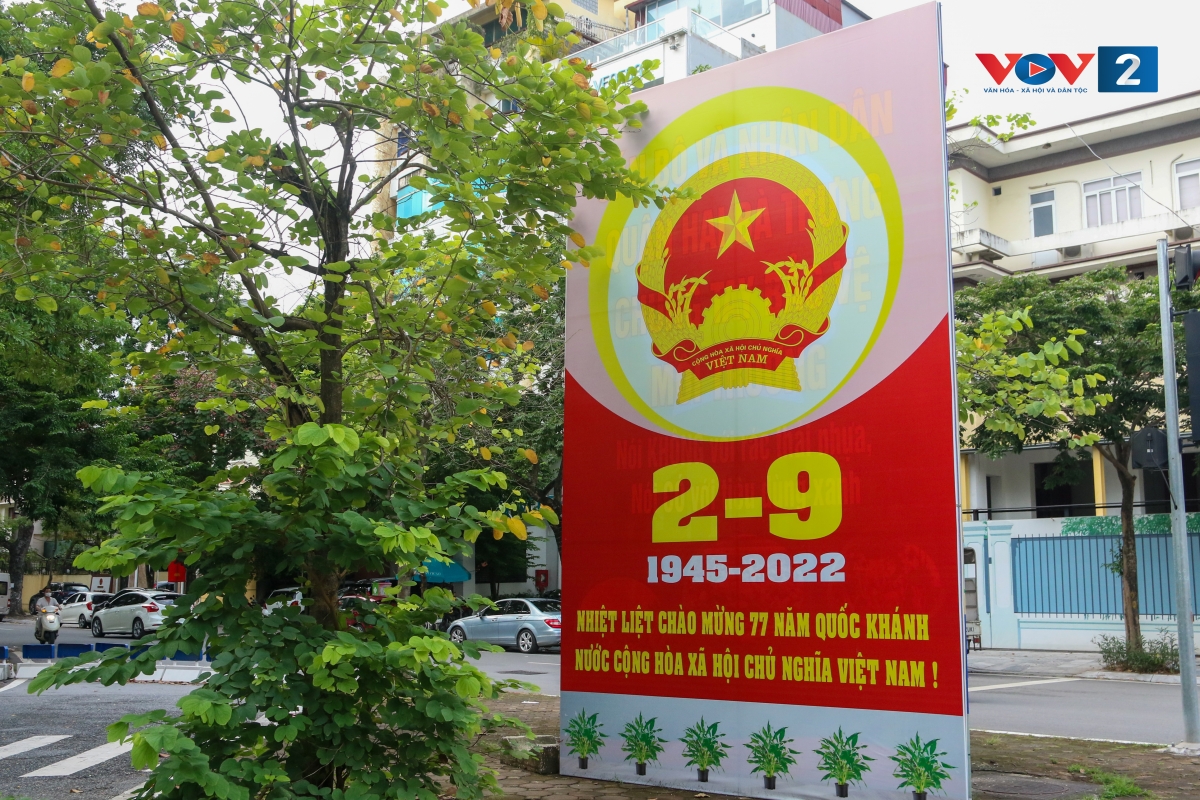 VOV 2
VĂN HÓA - XÃ HỘI VÀ DÂN TỘC
CỘNG HÒA XÃ HỘI CHỦ NGHĨA
VIỆT NAM
2-9
1945-2022
NHIỆT LIỆT CHÀO MỪNG 77 NĂM QUỐC KHÁNH
NƯỚC CỘNG HÒA XÃ HỘI CHỦ NGHĨA VIỆT NAM !